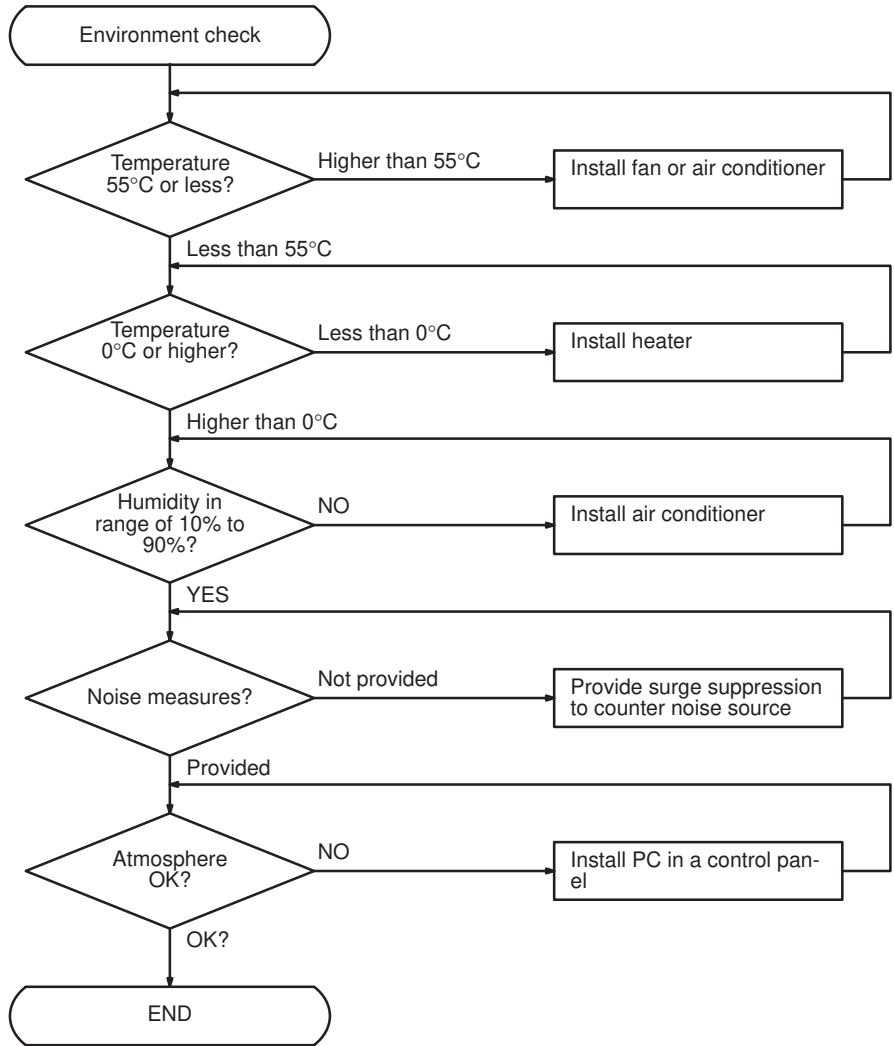 Environment check
Temperature
55°C or less?
Higher than 55°C
Install fan or air conditioner
Less than 55°C
Temperature
0°C or higher?
Less than 0°C
Install heater
Higher than 0°C
Humidity in
range of 10% to
90%?
NO
Install air conditioner
YES
Noise measures?
Not provided
Provide surge suppression
to counter noise source
Provided
Atmosphere
OK?
NO
Install PC in a control pan-
el
OK?
END